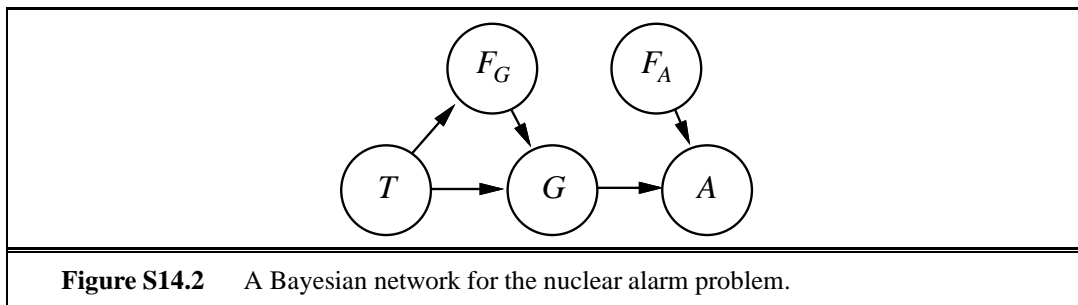 F_G
F_A
T
G
A
Figure S14.2 A Bayesian network for the nuclear alarm problem.